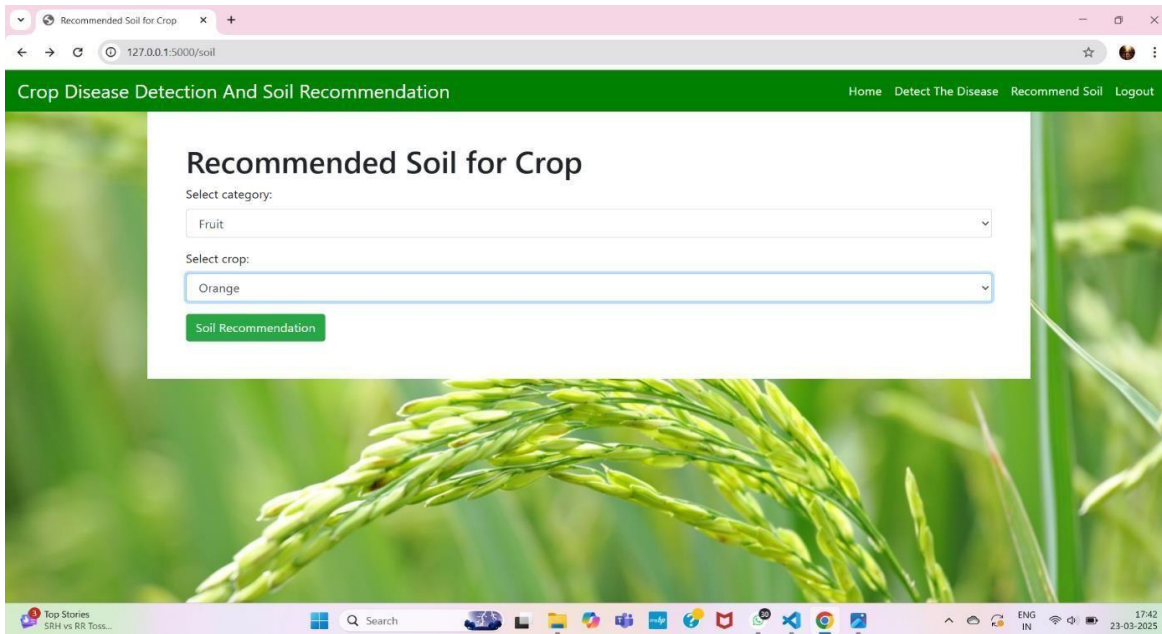 Recommended Soil for Crop
127.0.0.1:5000/soil
Crop Disease Detection And Soil Recommendation
Home Detect The Disease Recommend Soil Logout
Recommended Soil for Crop
Select category:
Fruit
Select crop:
Orange
Soil Recommendation
3
Top Stories
SRH vs RR Toss...
Search
30
ENG
IN
17:42
23-03-2025